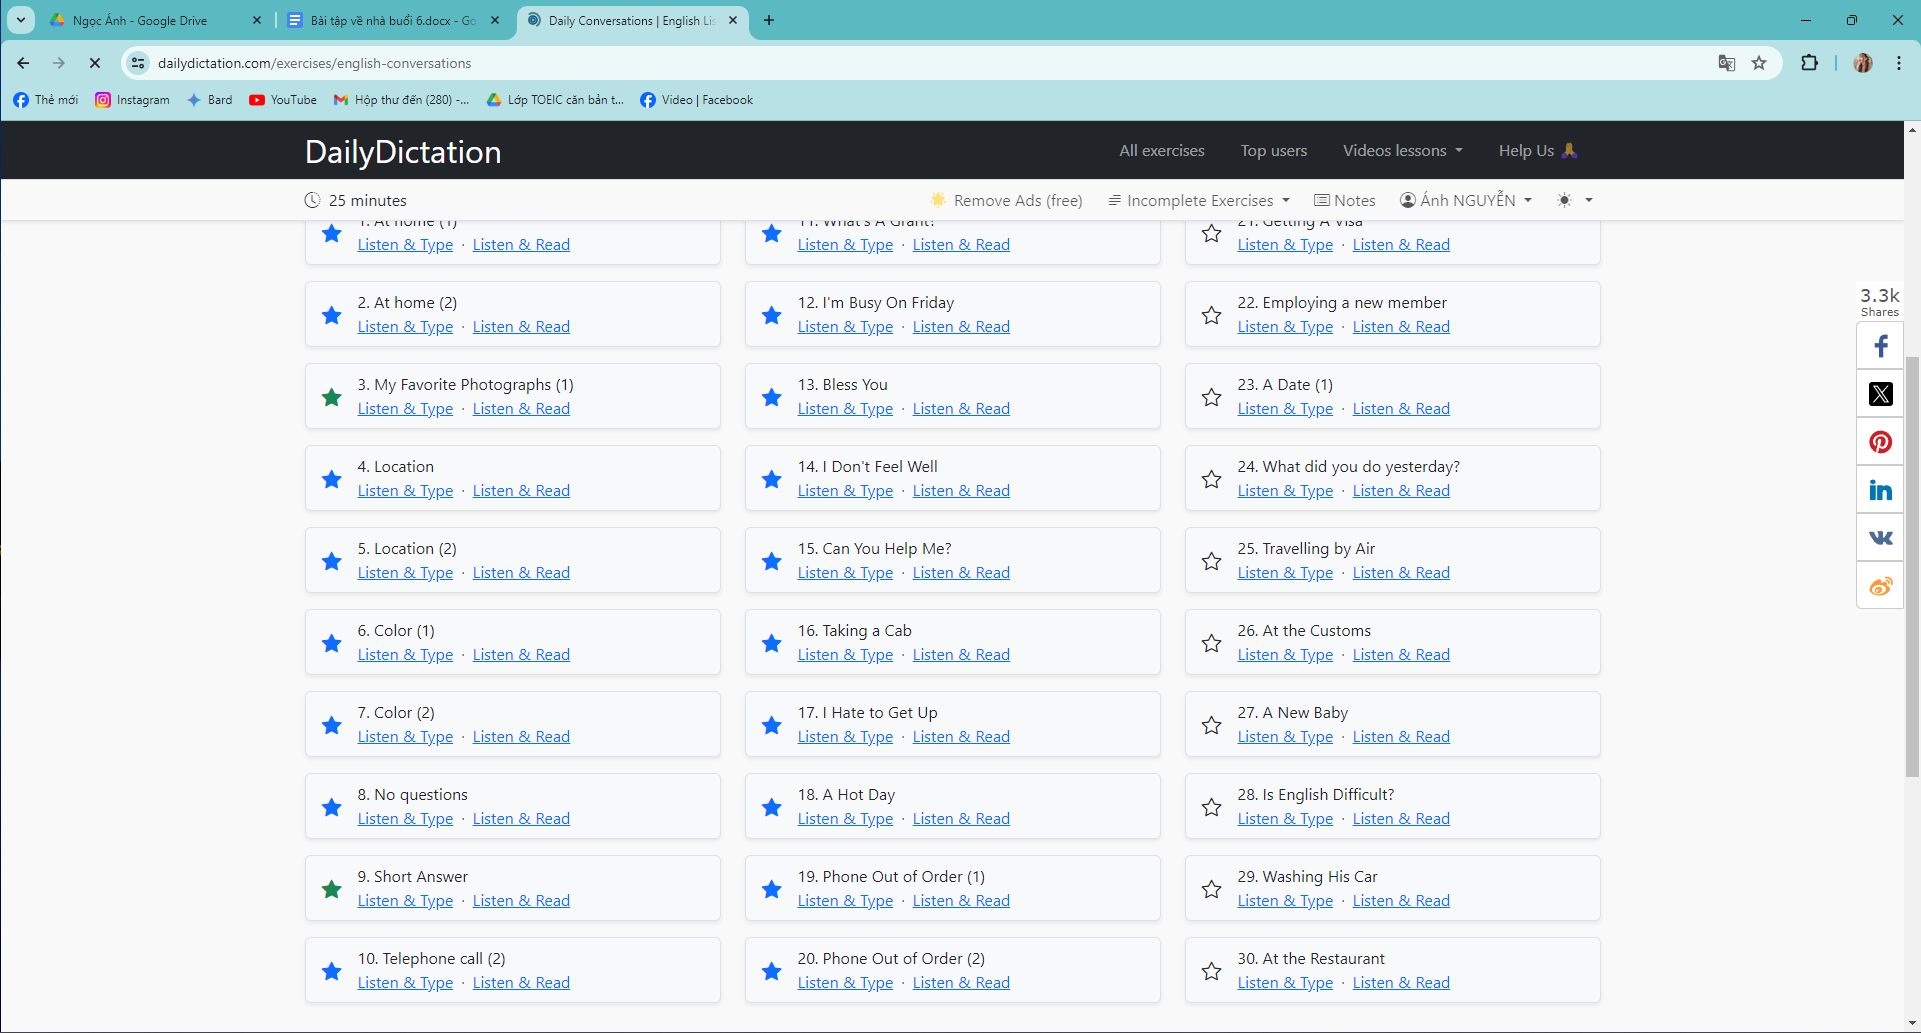 Ngọc Ánh - Google Drive
Bài tập về nhà buổi 6.docx - Go
Daily Conversations | English Lis
dailydictation.com/exercises/english-conversations
Thẻ mới
Instagram
Bard
YouTube
Hộp thư đến (280) -...
Lớp TOEIC căn bản t...
Video | Facebook
DailyDictation
All exercises
Top users
Videos lessons
Help Us
25 minutes
Remove Ads (free)
Incomplete Exercises
Notes
Ánh NGUYỄN
1. At home (1)
Listen & Type · Listen & Read
2. At home (2)
Listen & Type · Listen & Read
3. My Favorite Photographs (1)
Listen & Type · Listen & Read
4. Location
Listen & Type · Listen & Read
5. Location (2)
Listen & Type · Listen & Read
6. Color (1)
Listen & Type · Listen & Read
7. Color (2)
Listen & Type · Listen & Read
8. No questions
Listen & Type · Listen & Read
9. Short Answer
Listen & Type · Listen & Read
10. Telephone call (2)
Listen & Type · Listen & Read
11. What's A Grant?
Listen & Type · Listen & Read
12. I'm Busy On Friday
Listen & Type · Listen & Read
13. Bless You
Listen & Type · Listen & Read
14. I Don't Feel Well
Listen & Type · Listen & Read
15. Can You Help Me?
Listen & Type · Listen & Read
16. Taking a Cab
Listen & Type · Listen & Read
17. I Hate to Get Up
Listen & Type · Listen & Read
18. A Hot Day
Listen & Type · Listen & Read
19. Phone Out of Order (1)
Listen & Type · Listen & Read
20. Phone Out of Order (2)
Listen & Type · Listen & Read
21. Getting A Visa
Listen & Type · Listen & Read
22. Employing a new member
Listen & Type · Listen & Read
23. A Date (1)
Listen & Type · Listen & Read
24. What did you do yesterday?
Listen & Type · Listen & Read
25. Travelling by Air
Listen & Type · Listen & Read
26. At the Customs
Listen & Type · Listen & Read
27. A New Baby
Listen & Type · Listen & Read
28. Is English Difficult?
Listen & Type · Listen & Read
29. Washing His Car
Listen & Type · Listen & Read
30. At the Restaurant
Listen & Type · Listen & Read
3.3k
Shares